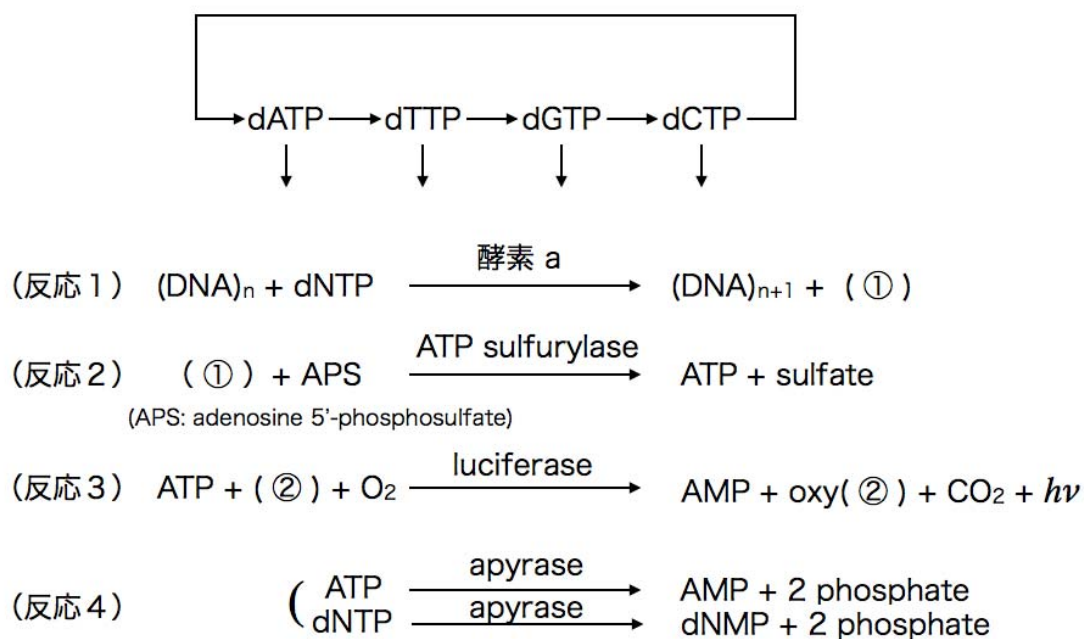 dATP dTTP dGTP dCTP
酵素 a
(反応1) (DNA)n + dNTP (DNA)n+1 + (①)
ATP sulfurylase
(反応2) (①) + APS ATP + sulfate
(APS: adenosine 5'-phosphosulfate)
luciferase
(反応3) ATP + (②) + O2 AMP + oxy(②) + CO2 + hν
apyrase
ATP AMP + 2 phosphate
(反応4) (
apyrase
dNTP dNMP + 2 phosphate